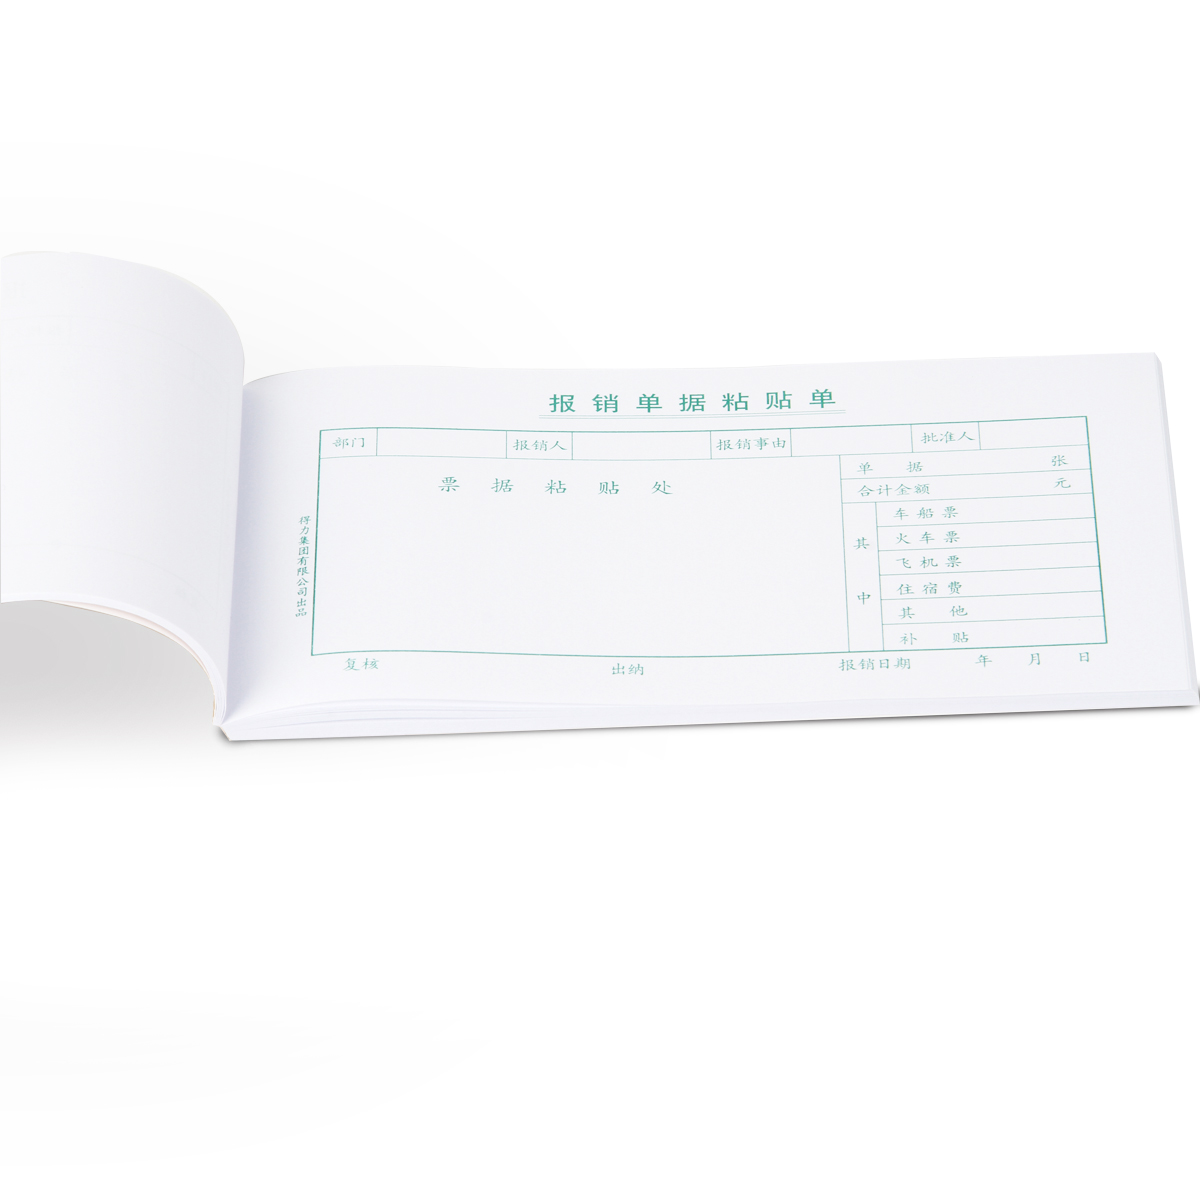 报销单据粘贴单
部门 报销人 报销事由 批准人
票据粘贴处
单据 张
合计金额 元
其中
车船票
火车票
飞机票
住宿费
其他
补贴
得力集团有限公司出品
复核 出纳 报销日期 年 月 日